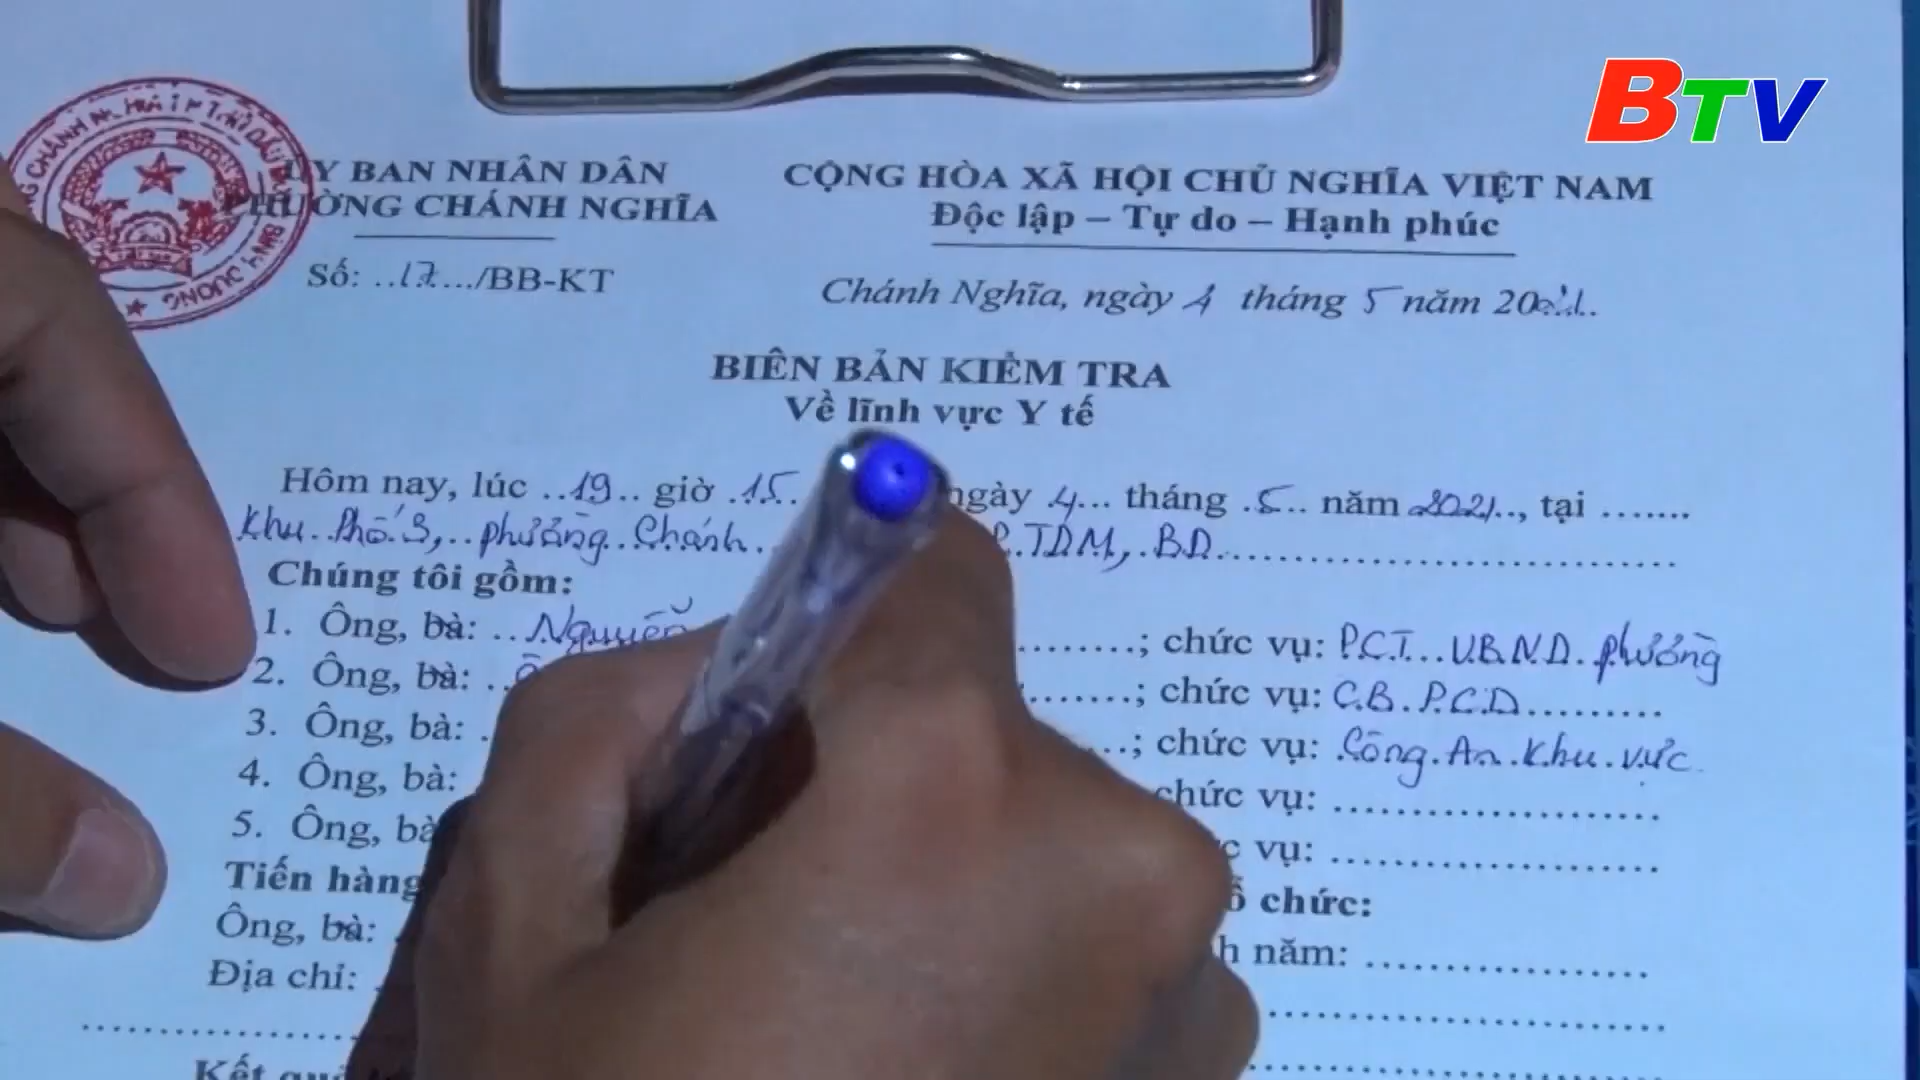 BTV
ỦY BAN NHÂN DÂN
PHƯỜNG CHÁNH NGHĨA
Số: ..17.../BB-KT
CỘNG HÒA XÃ HỘI CHỦ NGHĨA VIỆT NAM
Độc lập – Tự do – Hạnh phúc
Chánh Nghĩa, ngày 4 tháng 5 năm 2021..
BIÊN BẢN KIỂM TRA
Về lĩnh vực Y tế
Hôm nay, lúc ..19.. giờ .15. ngày .4... tháng .5.. năm 2021.., tại .......
Khu..Phố.3,..phường..Chánh. P.TDM,.BD..............................
Chúng tôi gồm:
1. Ông, bà: ..Nguyễn ........; chức vụ: P.C.T...U.B.N.D.phường
2. Ông, bà: .. .......; chức vụ: C.B.P.C.D.........
3. Ông, bà: . ...; chức vụ: .Công.An.Khu.vực.
4. Ông, bà: chức vụ: .....................
5. Ông, bà vụ: .....................
Tiến hàng chức:
Ông, bà: . năm: ..................
Địa chỉ: .